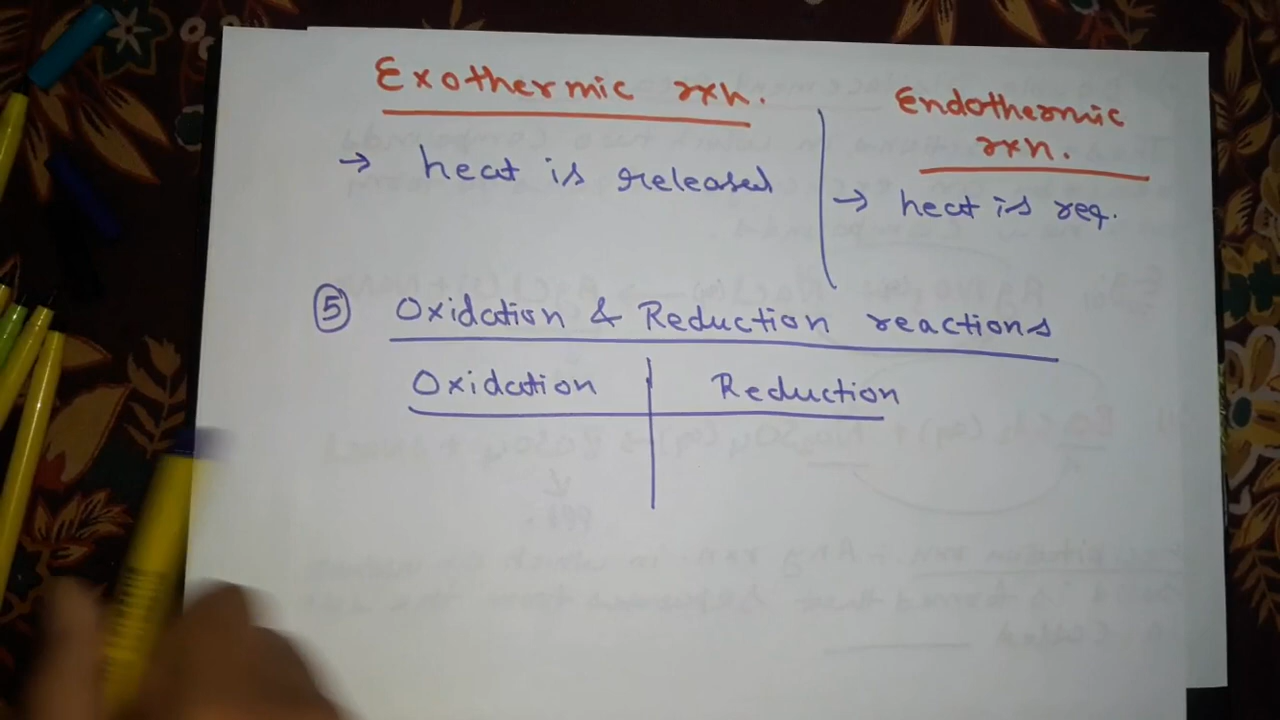 Exothermic rxn.
→ heat is released
Endothermic
rxn.
→ heat is req.
⑤ Oxidation & Reduction reactions
Oxidation
Reduction